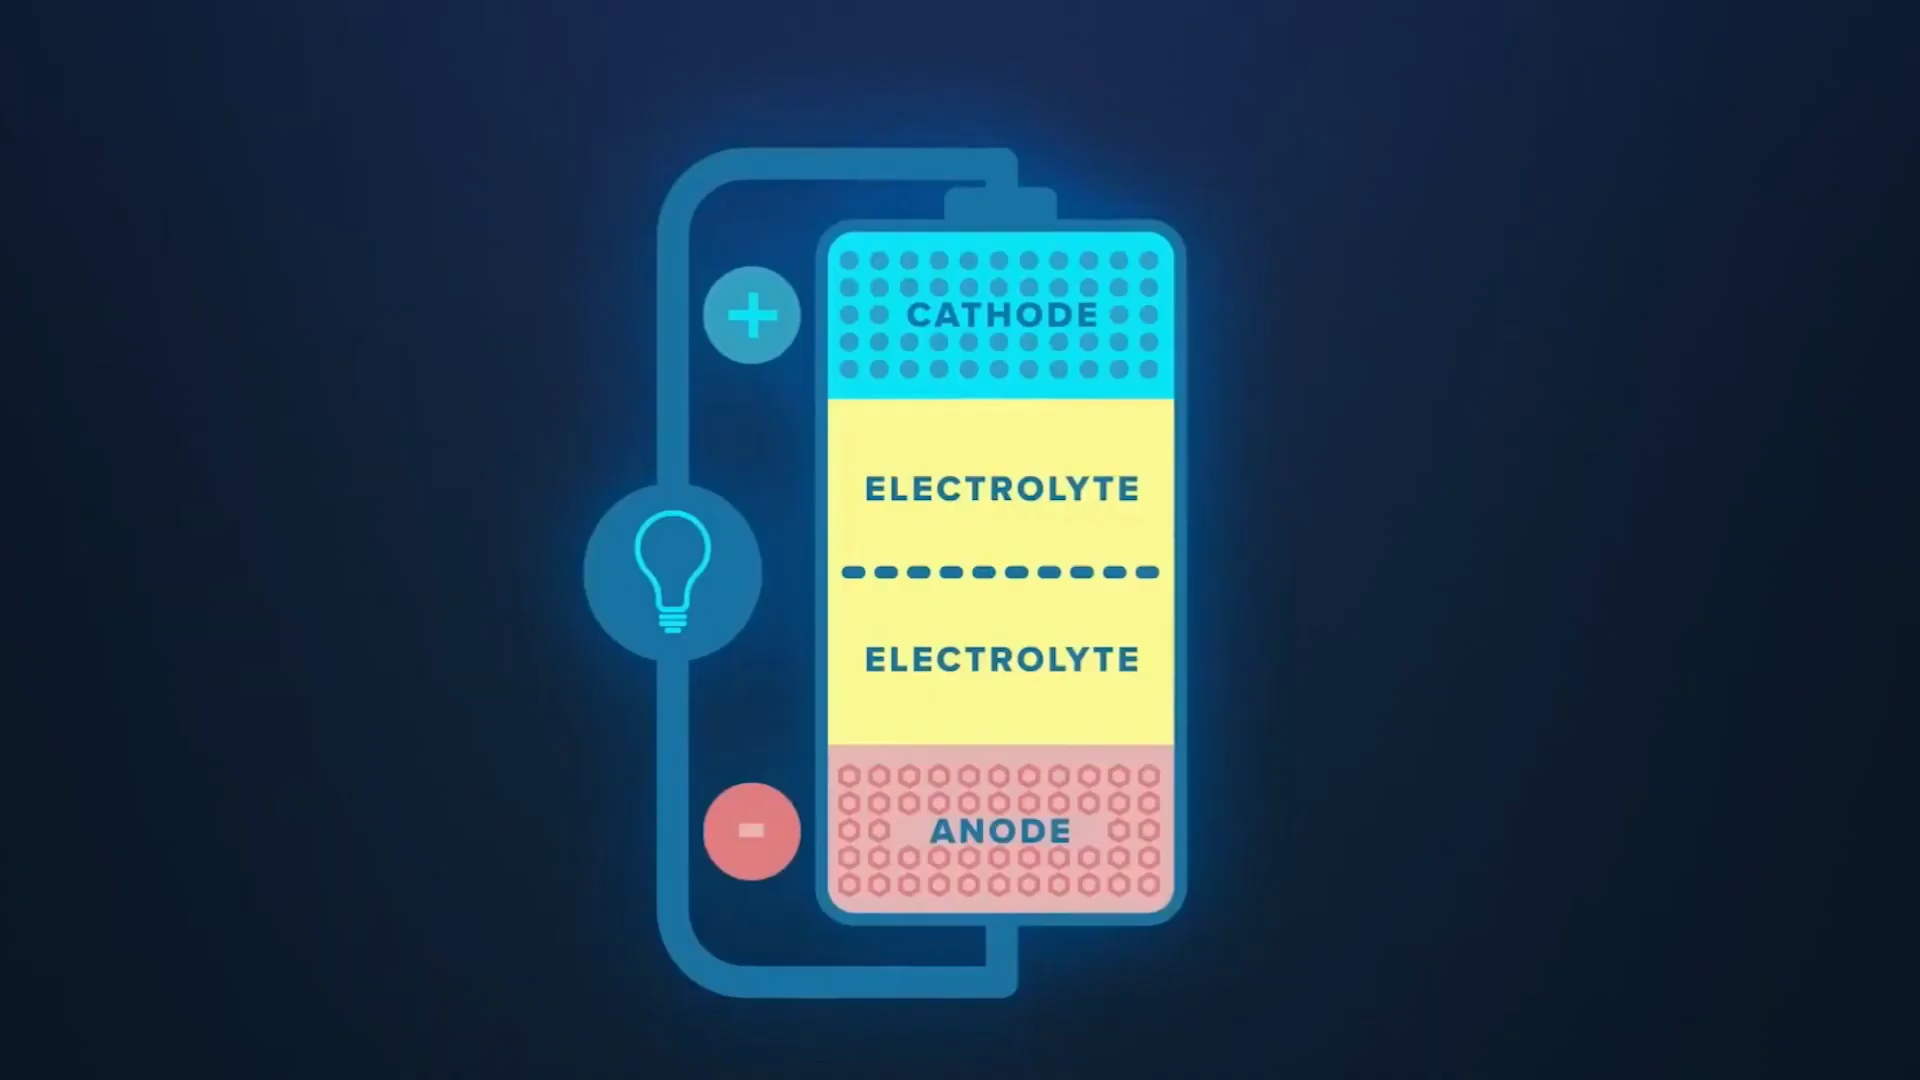 +
CATHODE
ELECTROLYTE
ELECTROLYTE
-
ANODE